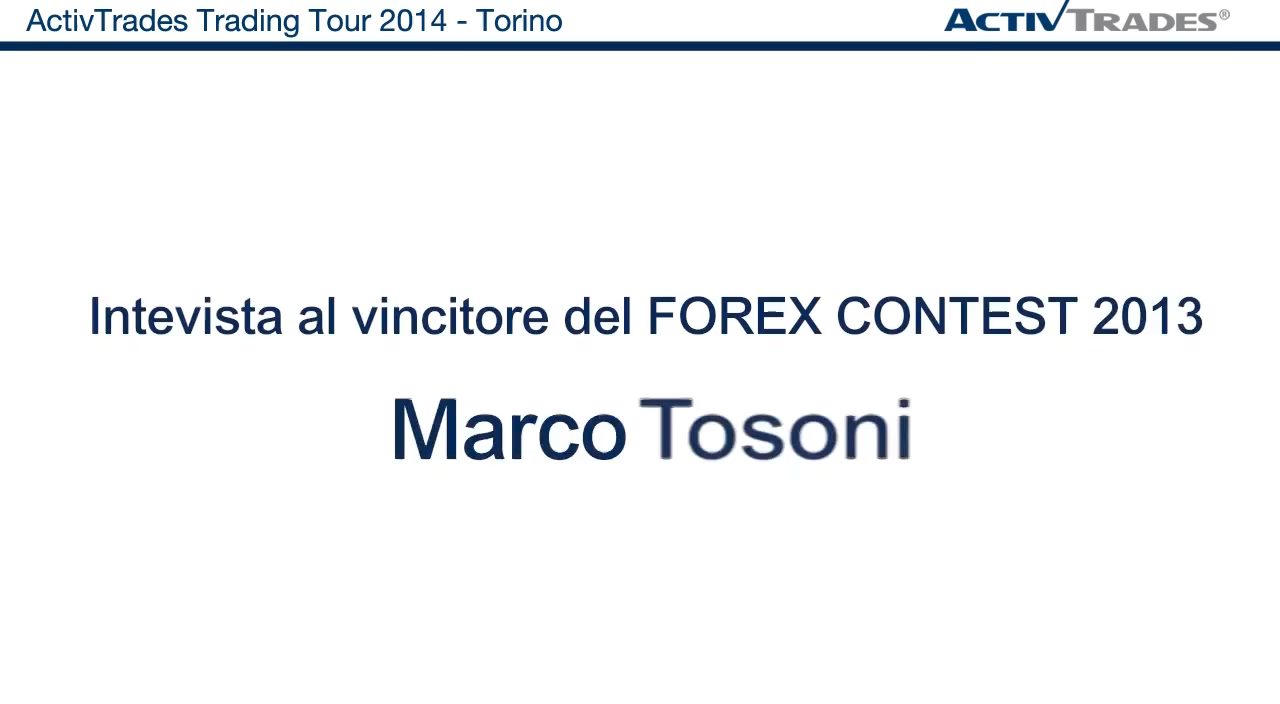 ActivTrades Trading Tour 2014 - Torino
ACTIVTRADES®
Intevista al vincitore del FOREX CONTEST 2013
Marco Tosoni